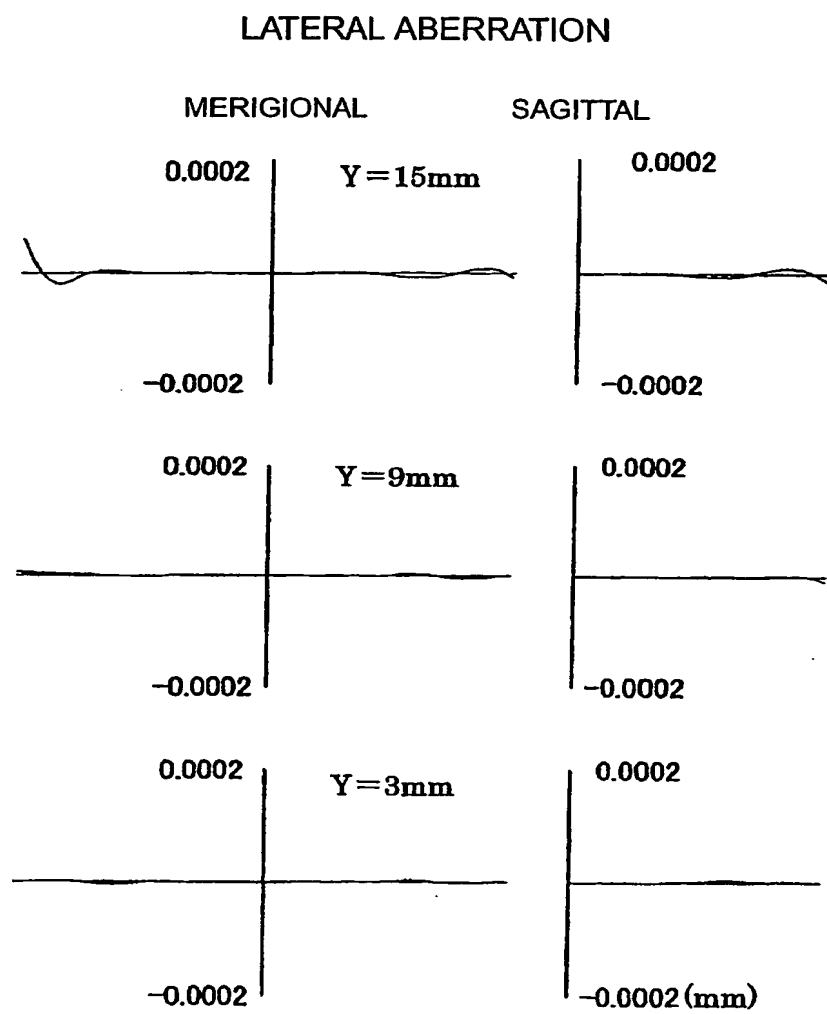 LATERAL ABERRATION
MERIGIONAL SAGITTAL
0.0002 Y=15mm 0.0002
−0.0002 −0.0002
0.0002 Y=9mm 0.0002
−0.0002 −0.0002
0.0002 Y=3mm 0.0002
−0.0002 −0.0002 (mm)